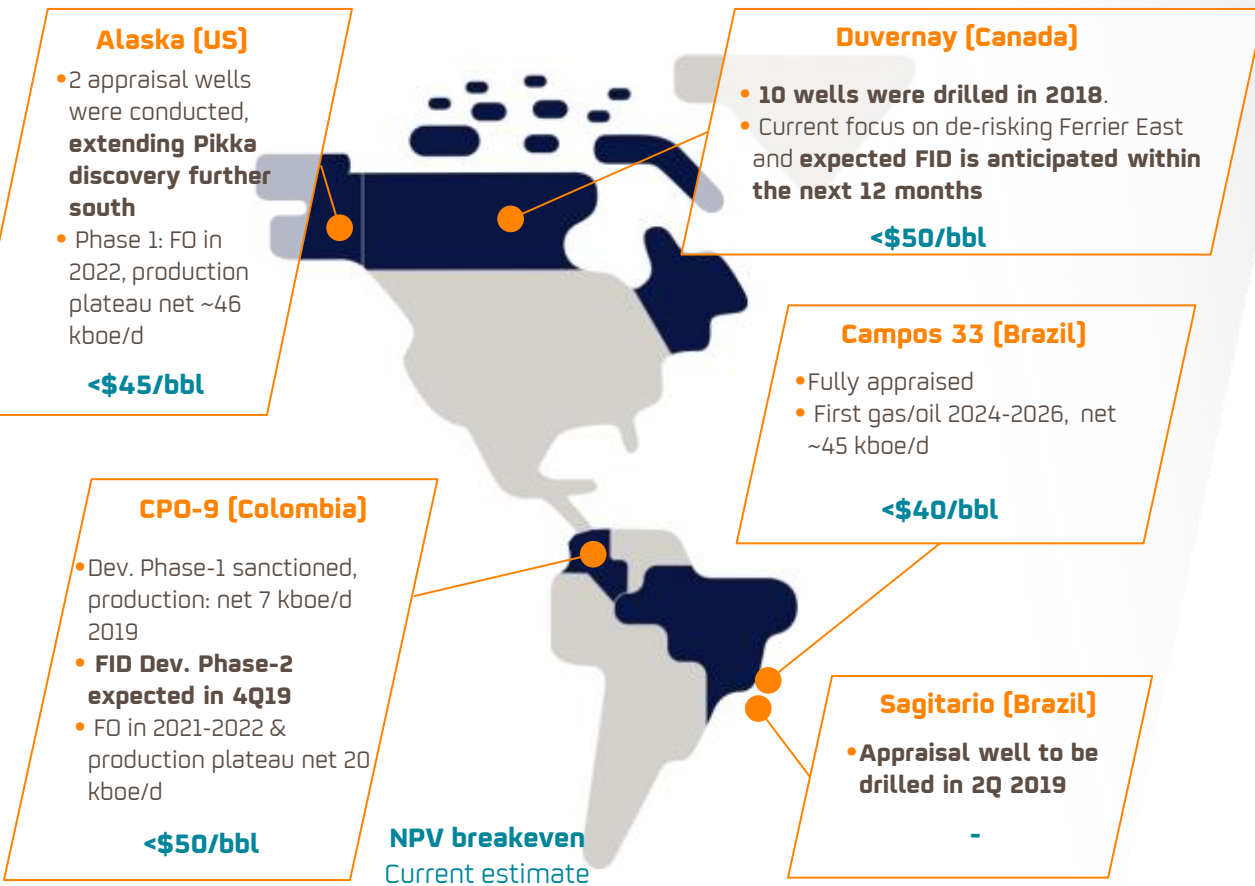 Alaska (US)
•2 appraisal wells
were conducted,
extending Pikka
discovery further
south
• Phase 1: FO in
2022, production
plateau net ~46
kboe/d
<$45/bbl
Duvernay (Canada)
• 10 wells were drilled in 2018.
• Current focus on de-risking Ferrier East
and expected FID is anticipated within
the next 12 months
<$50/bbl
Campos 33 (Brazil)
•Fully appraised
• First gas/oil 2024-2026, net
~45 kboe/d
<$40/bbl
CPO-9 (Colombia)
•Dev. Phase-1 sanctioned,
production: net 7 kboe/d
2019
• FID Dev. Phase-2
expected in 4Q19
• FO in 2021-2022 &
production plateau net 20
kboe/d
<$50/bbl
Sagitario (Brazil)
•Appraisal well to be
drilled in 2Q 2019
-
NPV breakeven
Current estimate